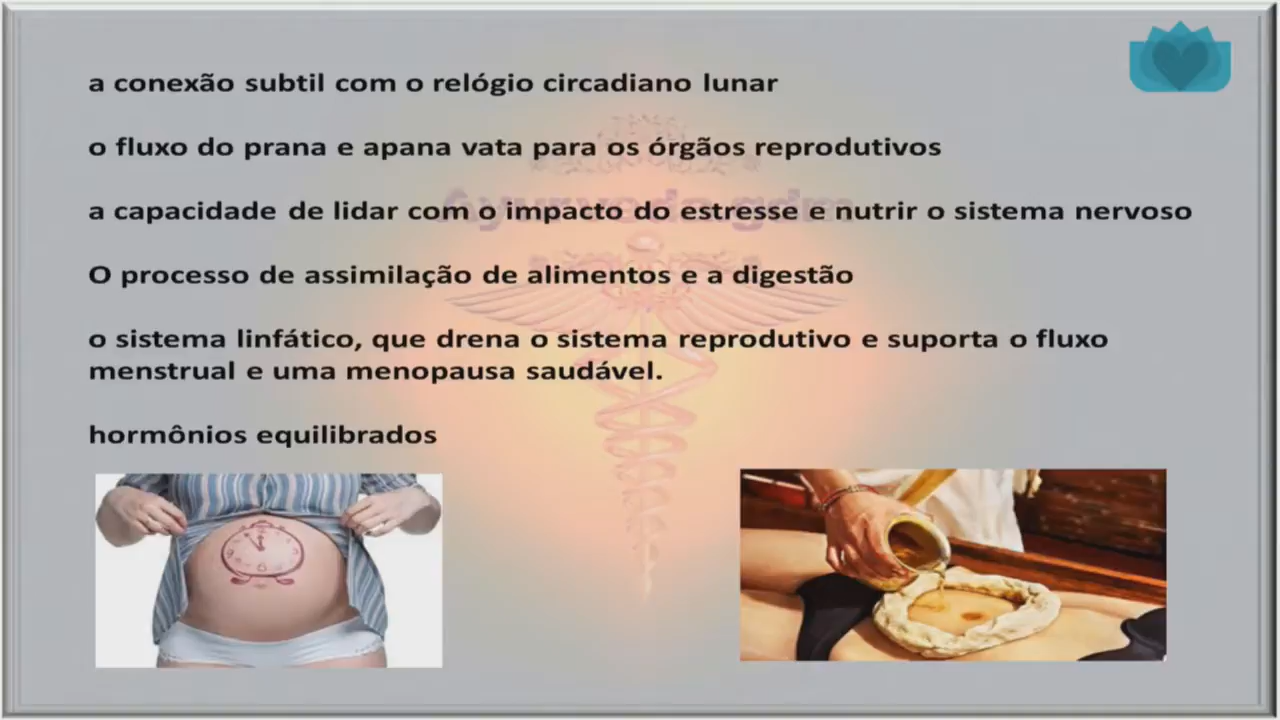 a conexão subtil com o relógio circadiano lunar
o fluxo do prana e apana vata para os órgãos reprodutivos
a capacidade de lidar com o impacto do estresse e nutrir o sistema nervoso
O processo de assimilação de alimentos e a digestão
o sistema linfático, que drena o sistema reprodutivo e suporta o fluxo
menstrual e uma menopausa saudável.
hormônios equilibrados